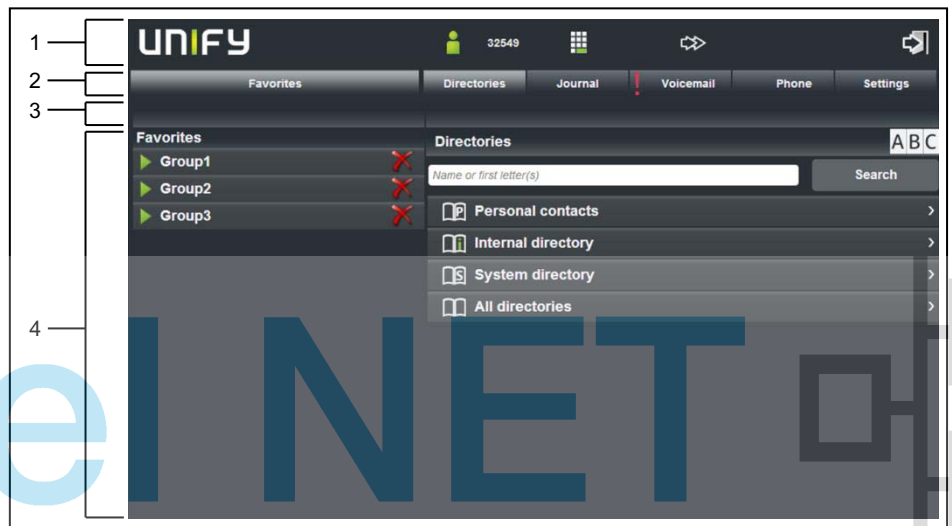 1
UNIFY
32549
2
Favorites
Directories
Journal
!
Voicemail
Phone
Settings
3
Favorites
Directories
ABC
Group1
Name or first letter(s)
Search
Group2
Group3
P Personal contacts
i Internal directory
S System directory
All directories
4
el NET